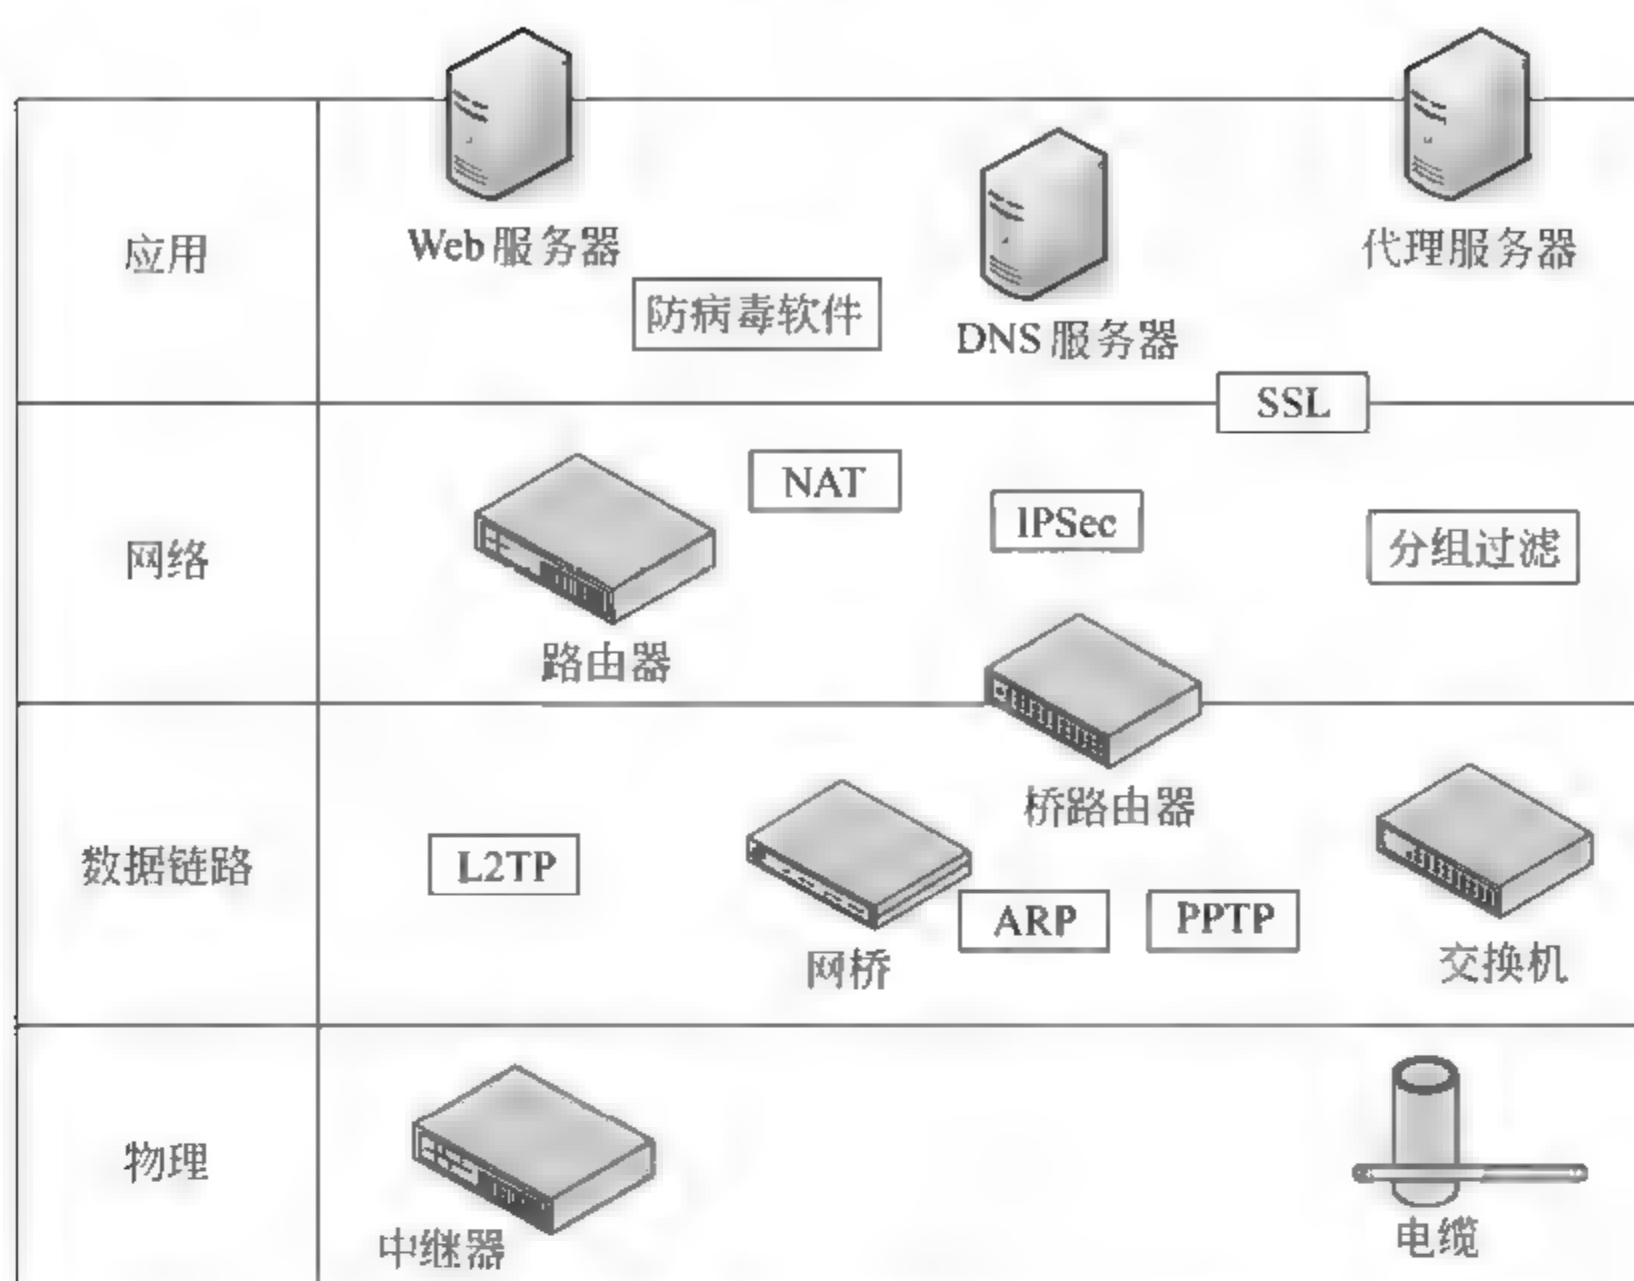 应用
Web服务器
防病毒软件
DNS服务器
代理服务器
SSL
网络
NAT
IPSec
分组过滤
路由器
数据链路
L2TP
网桥
桥路由器
ARP
PPTP
交换机
物理
中继器
电缆